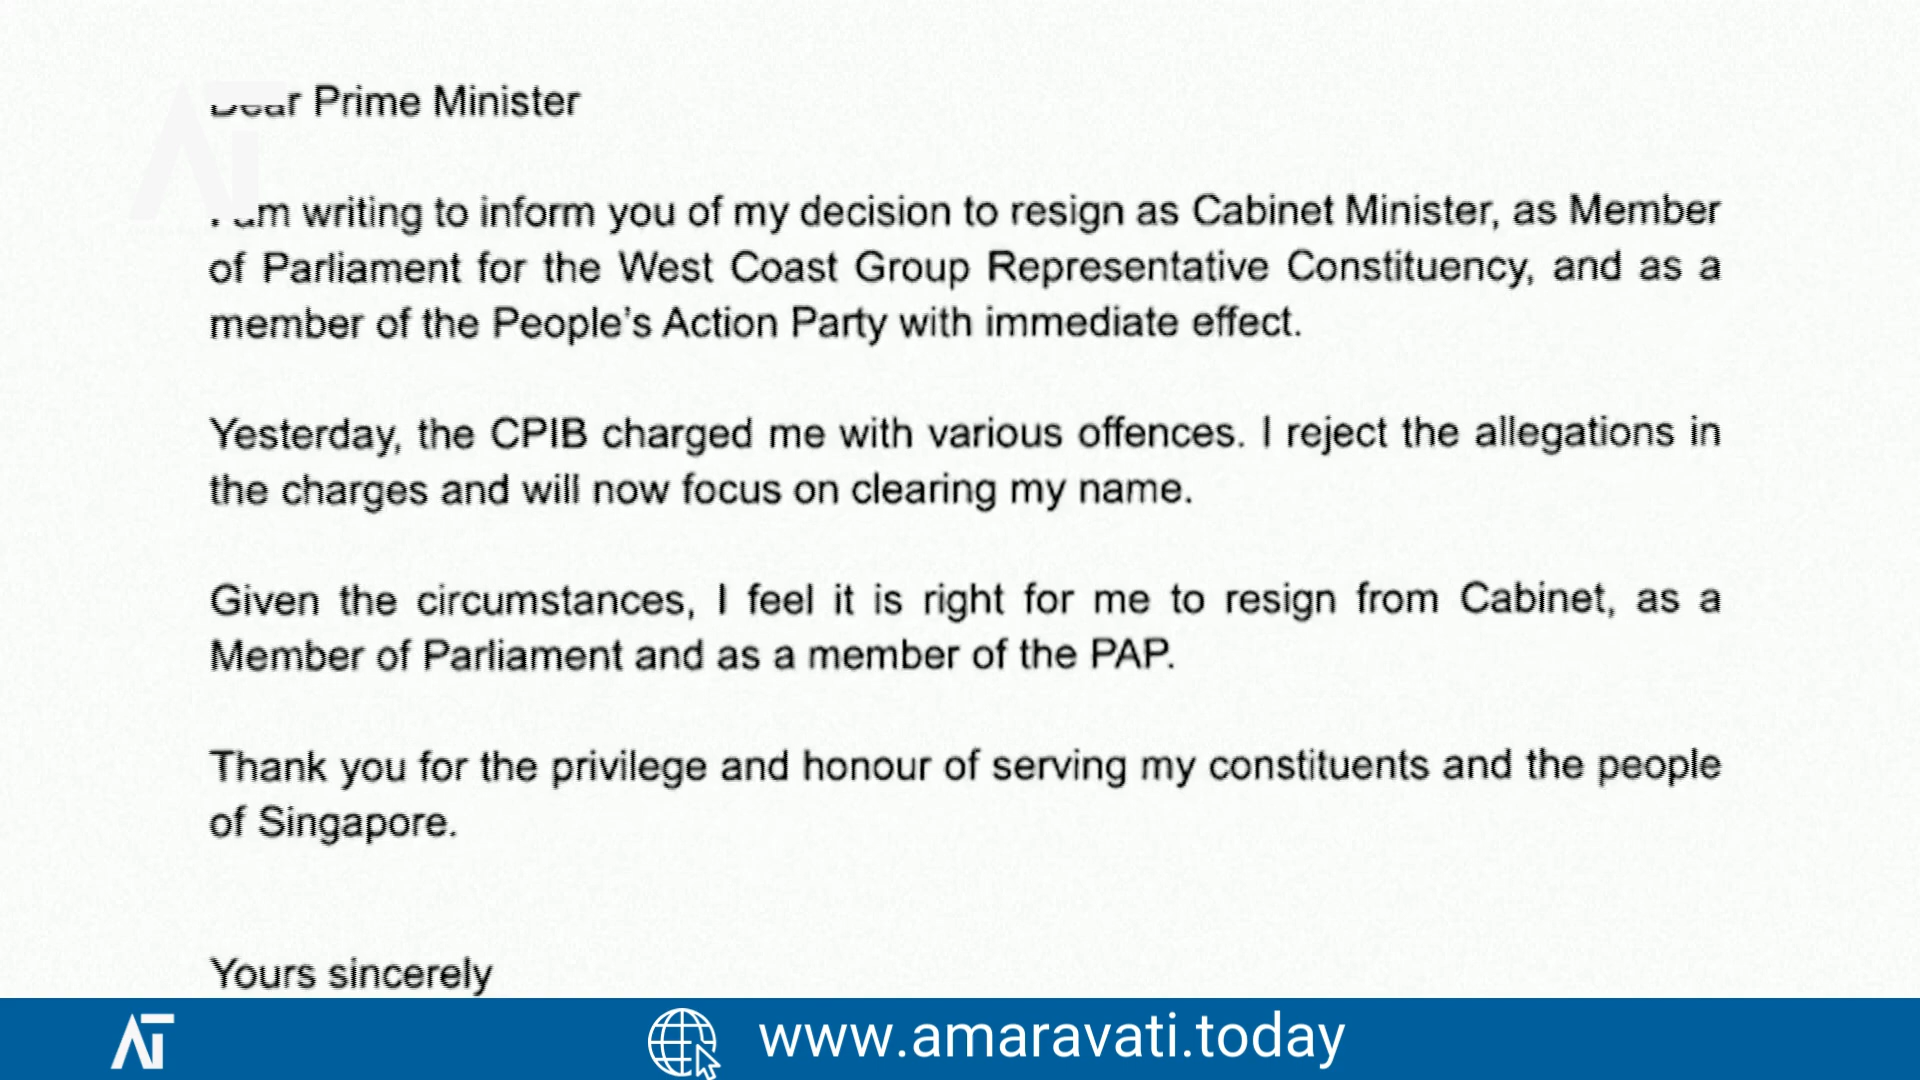 Prime Minister
writing to inform you of my decision to resign as Cabinet Minister, as Member
of Parliament for the West Coast Group Representative Constituency, and as a
member of the People’s Action Party with immediate effect.
Yesterday, the CPIB charged me with various offences. I reject the allegations in
the charges and will now focus on clearing my name.
Given the circumstances, I feel it is right for me to resign from Cabinet, as a
Member of Parliament and as a member of the PAP.
Thank you for the privilege and honour of serving my constituents and the people
of Singapore.
Yours sincerely
AT
www.amaravati.today